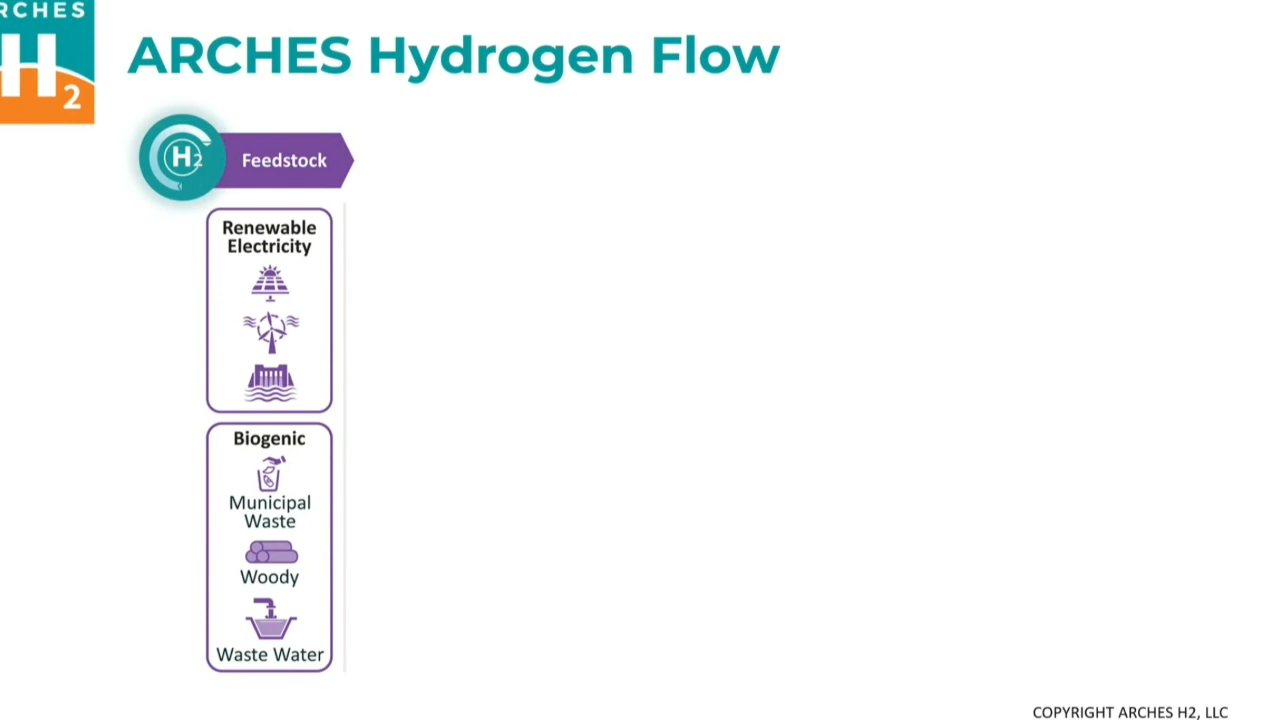 RCHES
H2
ARCHES Hydrogen Flow
H2
Feedstock
Renewable
Electricity
Biogenic
Municipal
Waste
Woody
Waste Water
COPYRIGHT ARCHES H2, LLC